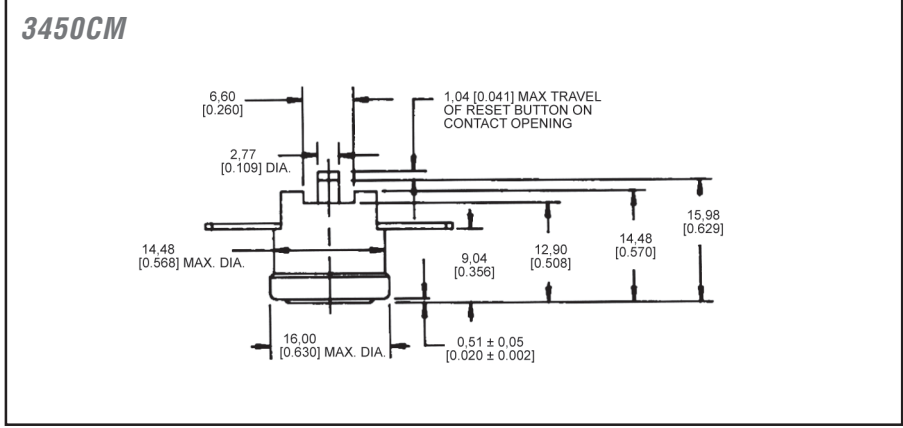 3450CM
6,60
[0.260]
1,04 [0.041] MAX TRAVEL
OF RESET BUTTON ON
CONTACT OPENING
2,77
[0.109] DIA.
15,98
[0.629]
14,48
[0.570]
12,90
[0.508]
9,04
[0.356]
14,48
[0.568] MAX. DIA.
16,00
[0.630] MAX. DIA.
0,51 ± 0,05
[0.020 ± 0.002]